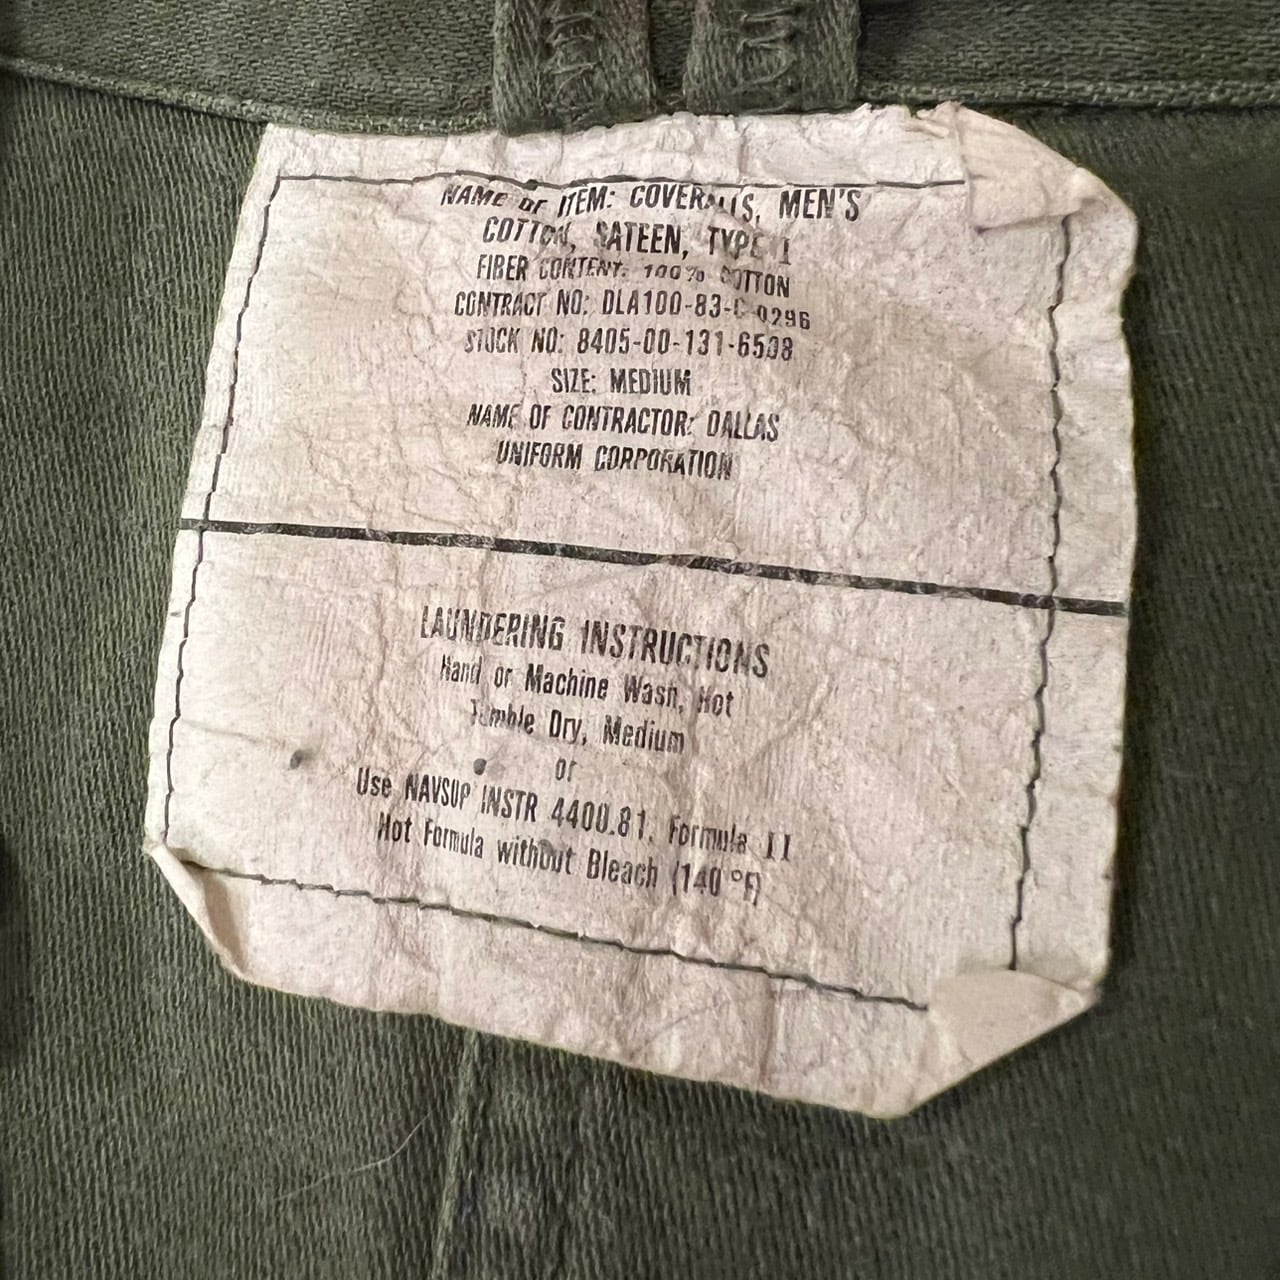 NAME OF ITEM: COVERALLS, MEN'S
COTTON, SATEEN, TYPE I
FIBER CONTENT: 100% COTTON
CONTRACT NO: DLA100-83-C-0296
STOCK NO: 8405-00-131-6508
SIZE: MEDIUM
NAME OF CONTRACTOR: DALLAS
UNIFORM CORPORATION
LAUNDERING INSTRUCTIONS
Hand or Machine Wash, Hot
Tumble Dry, Medium
or
Use NAVSUP INSTR 4400.81, Formula II
Hot Formula without Bleach (140 °F)